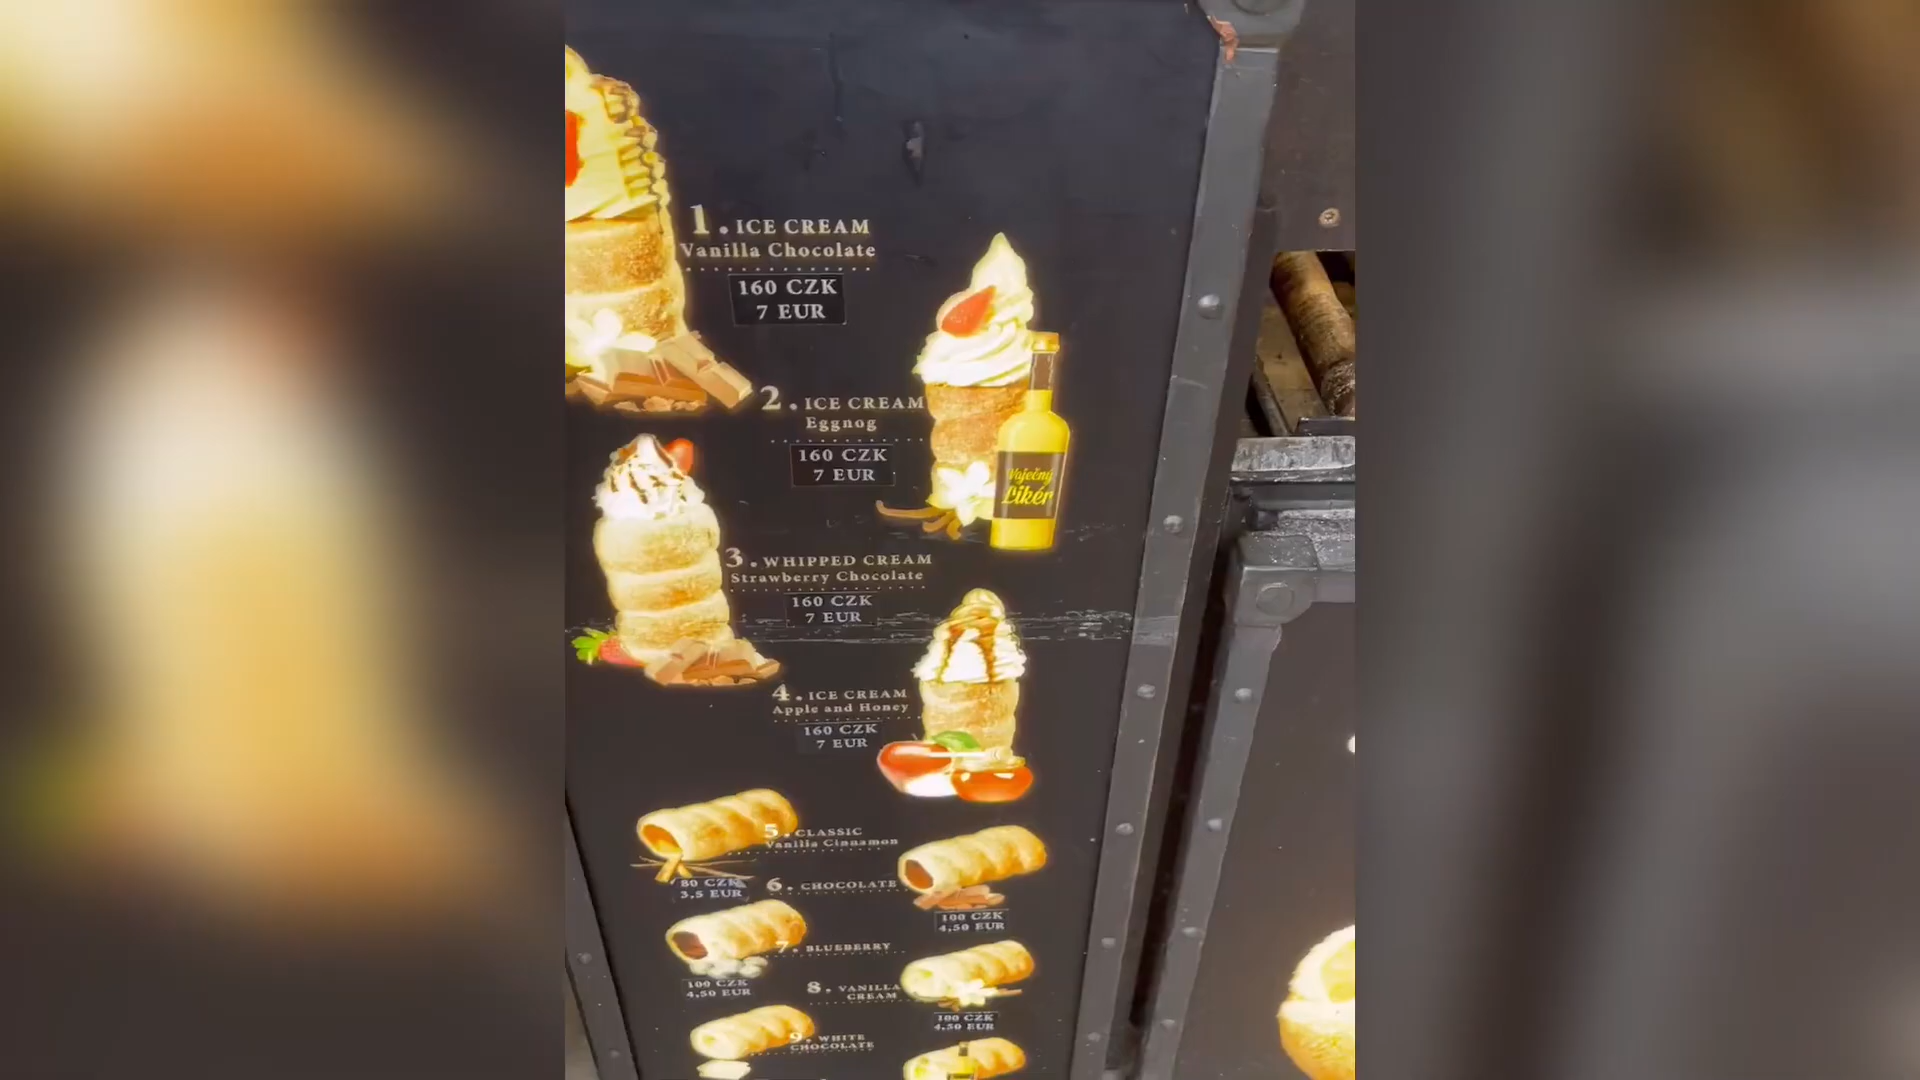 1. ICE CREAM
Vanilla Chocolate
160 CZK
7 EUR
2. ICE CREAM
Eggnog
160 CZK
7 EUR
Vaječný
Likér
3. WHIPPED CREAM
Strawberry Chocolate
160 CZK
7 EUR
4. ICE CREAM
Apple and Honey
160 CZK
7 EUR
5. CLASSIC
Vanilla Cinnamon
80 CZK
3,5 EUR
6. CHOCOLATE
100 CZK
4,50 EUR
7. BLUEBERRY
100 CZK
4,50 EUR
8. VANILLA
CREAM
100 CZK
4,50 EUR
9. WHITE
CHOCOLATE